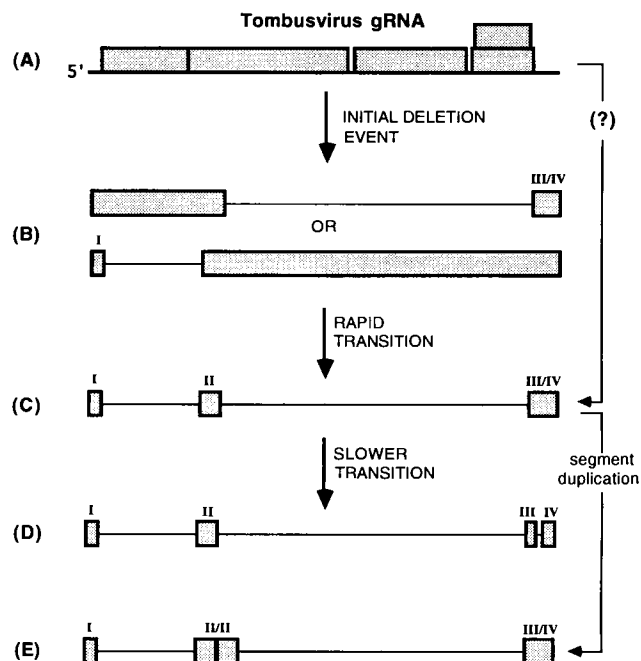 Tombusvirus gRNA
(A)
5'
INITIAL DELETION
EVENT
(?)
III/IV
(B)
OR
I
RAPID
TRANSITION
I II III/IV
(C)
SLOWER
TRANSITION
segment
duplication
I II III IV
(D)
I II/II III/IV
(E)